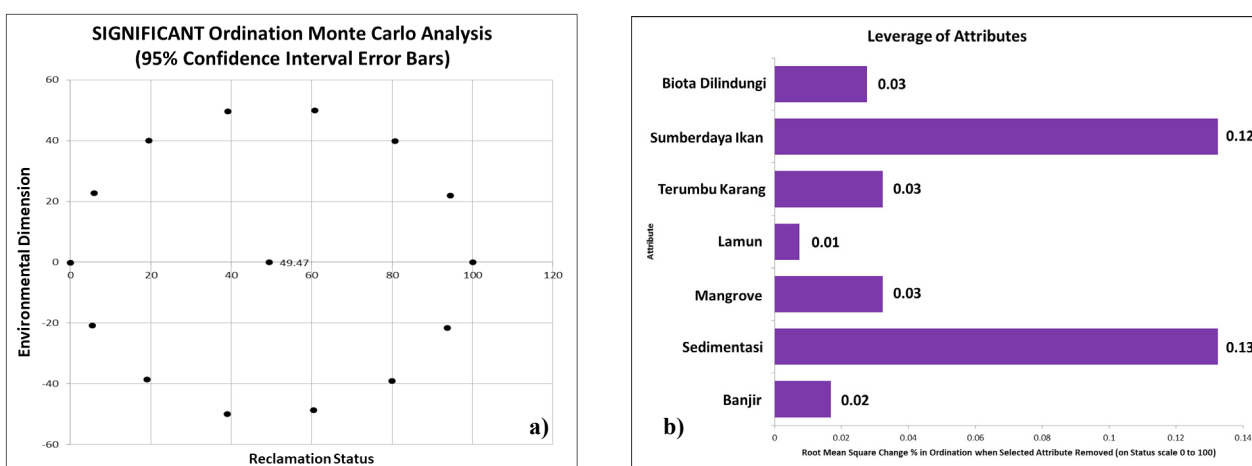 SIGNIFICANT Ordination Monte Carlo Analysis
(95% Confidence Interval Error Bars)
60
40
20
0
-20
-40
-60
0 20 40 60 80 100 120
49.47
Environmental Dimension
Reclamation Status
a)
Leverage of Attributes
Attribute
Biota Dilindungi 0.03
Sumberdaya Ikan 0.12
Terumbu Karang 0.03
Lamun 0.01
Mangrove 0.03
Sedimentasi 0.13
Banjir 0.02
0 0.02 0.04 0.06 0.08 0.1 0.12 0.14
Root Mean Square Change % in Ordination when Selected Attribute Removed (on Status scale 0 to 100)
b)